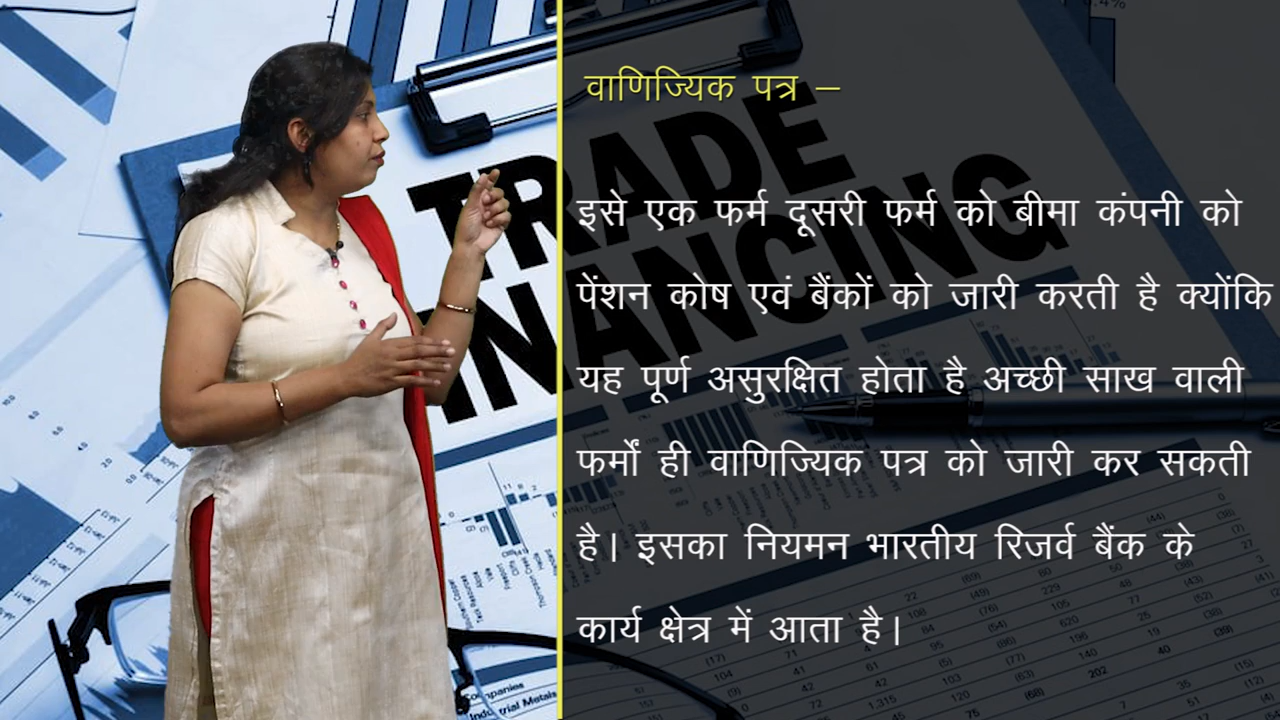 वाणिज्यिक पत्र –
इसे एक फर्म दूसरी फर्म को बीमा कंपनी को
पेंशन कोष एवं बैंकों को जारी करती है क्योंकि
यह पूर्ण असुरक्षित होता है अच्छी साख वाली
फर्मों ही वाणिज्यिक पत्र को जारी कर सकती
है। इसका नियमन भारतीय रिजर्व बैंक के
कार्य क्षेत्र में आता है।
TRADE
FINANCING